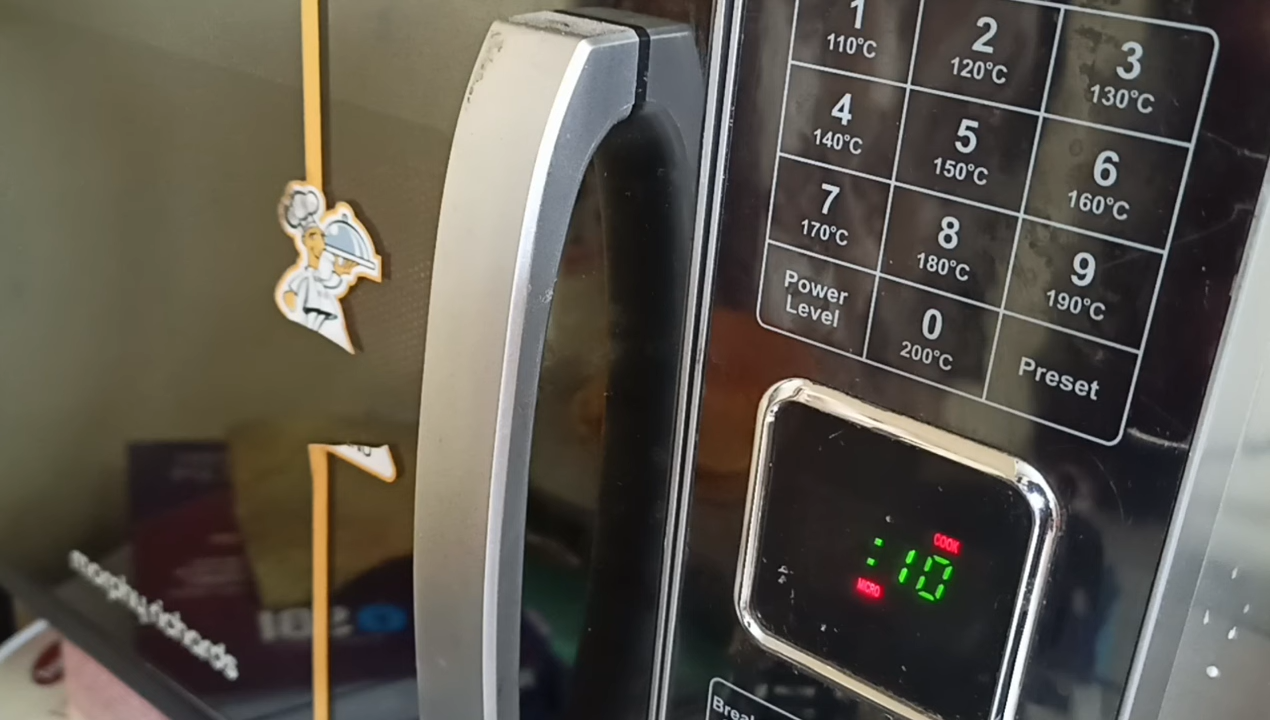 1
110°C
2
120°C
3
130°C
4
140°C
5
150°C
6
160°C
7
170°C
8
180°C
9
190°C
Power
Level
0
200°C
Preset
COOK
:10
MICRO
morphy richards